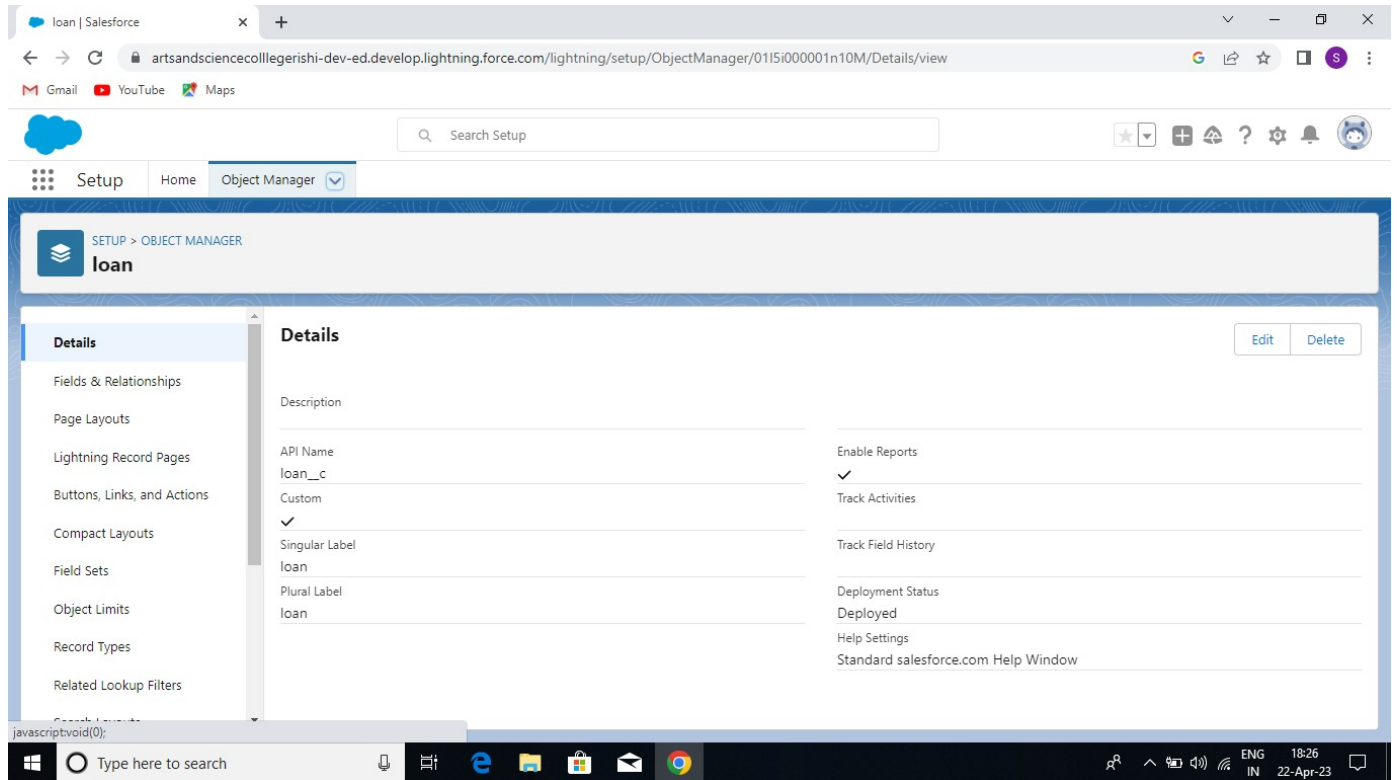 loan | Salesforce
artsandsciencecolllegerishi-dev-ed.develop.lightning.force.com/lightning/setup/ObjectManager/01I5i000001n10M/Details/view
G
S
Gmail YouTube Maps
Search Setup
Setup Home Object Manager
SETUP > OBJECT MANAGER
loan
Details
Fields & Relationships
Page Layouts
Lightning Record Pages
Buttons, Links, and Actions
Compact Layouts
Field Sets
Object Limits
Record Types
Related Lookup Filters
Search Layouts
Details
Edit Delete
Description
API Name
loan__c
Custom
Singular Label
loan
Plural Label
loan
Enable Reports
Track Activities
Track Field History
Deployment Status
Deployed
Help Settings
Standard salesforce.com Help Window
javascript:void(0);
Type here to search
ENG
IN
18:26
22-Apr-23